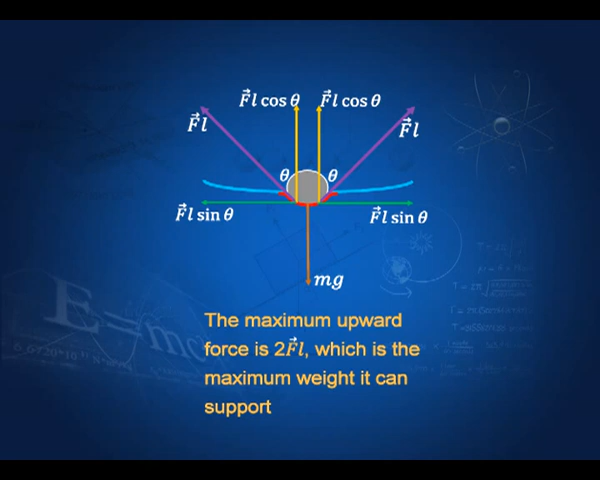 F⃗l cos θ F⃗l cos θ
F⃗l F⃗l
θ θ
F⃗l sin θ F⃗l sin θ
mg
The maximum upward
force is 2F⃗l, which is the
maximum weight it can
support
E=mc